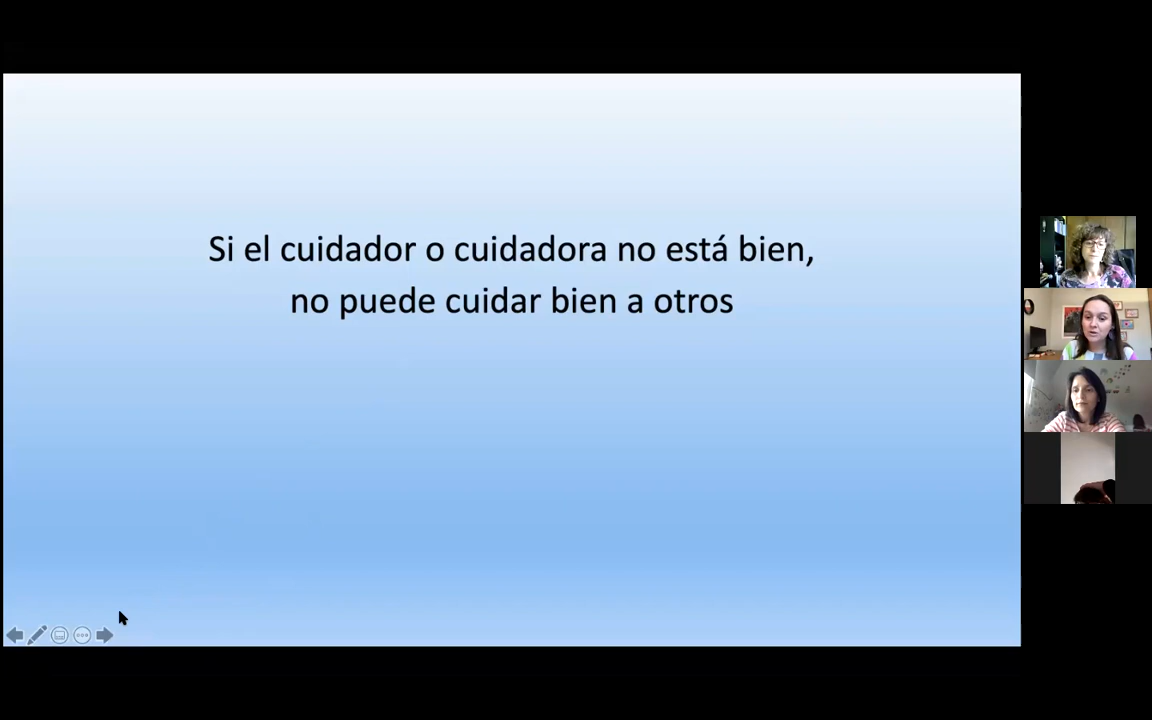 Si el cuidador o cuidadora no está bien,
no puede cuidar bien a otros